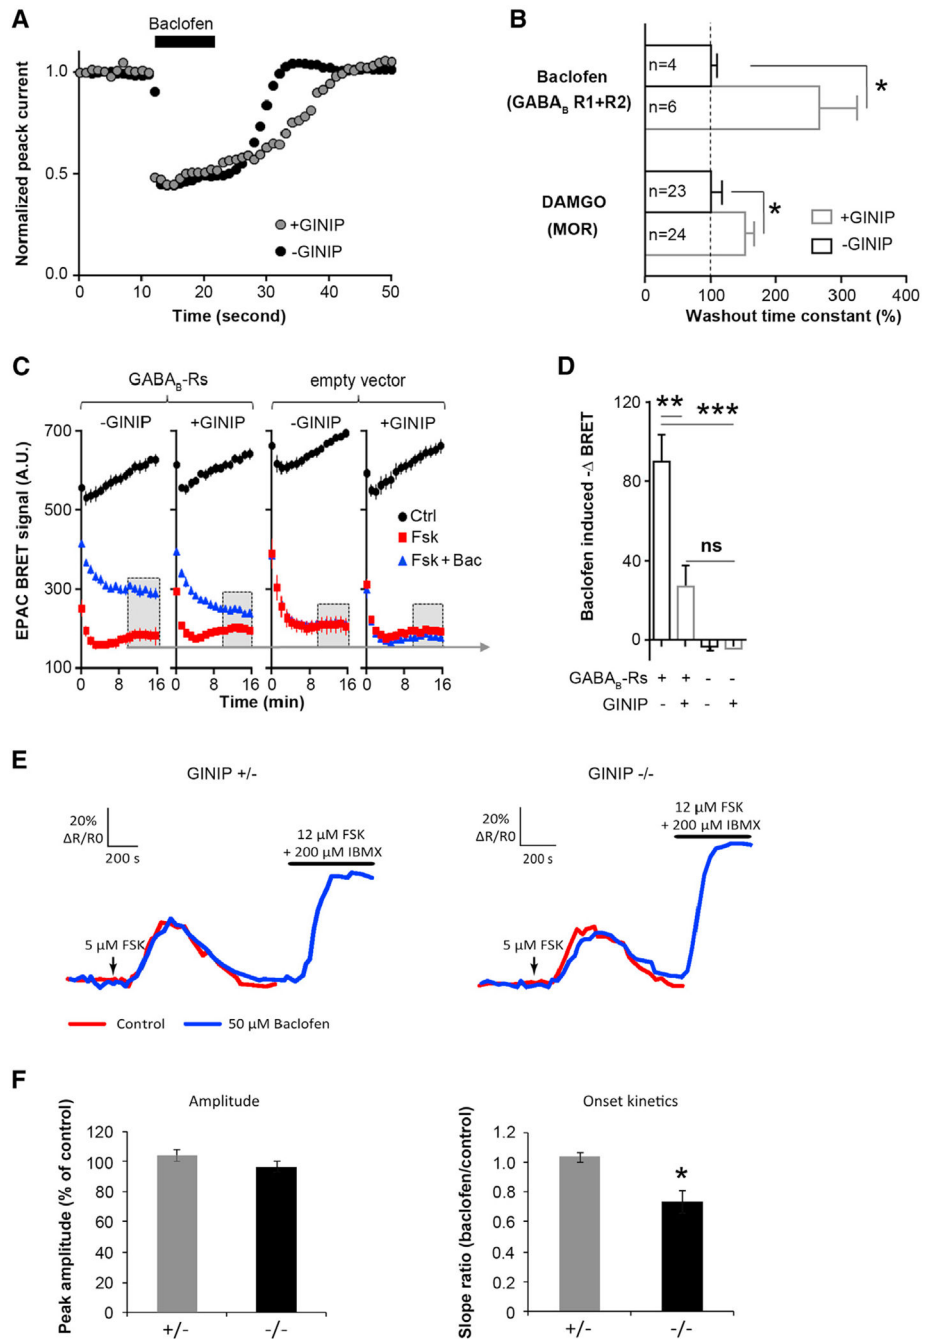 A
Baclofen
Normalized peack current
1.0
0.5
0.0
+GINIP
-GINIP
0 10 20 30 40 50
Time (second)
B
Baclofen
(GABAB R1+R2)
n=4
n=6
*
DAMGO
(MOR)
n=23
n=24
*
+GINIP
-GINIP
0 100 200 300 400
Washout time constant (%)
C
GABAB-Rs
empty vector
-GINIP +GINIP -GINIP +GINIP
EPAC BRET signal (A.U.)
700
500
300
100
Ctrl
Fsk
Fsk + Bac
0 8 16 0 8 16 0 8 16 0 8 16
Time (min)
D
Baclofen induced -Δ BRET
120
80
40
0
** ***
ns
GABAB-Rs + + - -
GINIP - + - +
E
GINIP +/-
20%
ΔR/R0
200 s
12 µM FSK
+ 200 µM IBMX
5 µM FSK
GINIP -/-
20%
ΔR/R0
200 s
12 µM FSK
+ 200 µM IBMX
5 µM FSK
Control
50 µM Baclofen
F
Amplitude
Peak amplitude (% of control)
120
100
80
60
40
20
0
+/- -/-
Onset kinetics
Slope ratio (baclofen/control)
1.2
1.0
0.8
0.6
0.4
0.2
0
*
+/- -/-